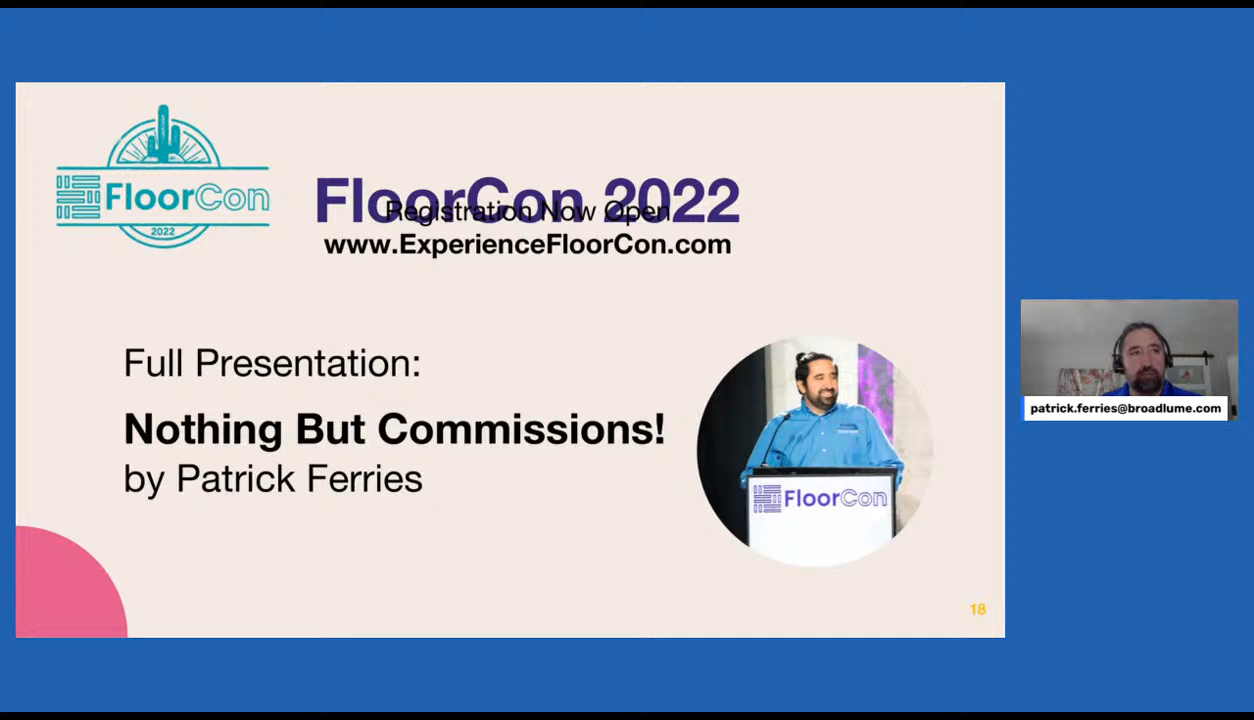 FloorCon
2022
FloorCon 2022
Registration Now Open
www.ExperienceFloorCon.com
Full Presentation:
Nothing But Commissions!
by Patrick Ferries
FloorCon
patrick.ferries@broadlume.com
18